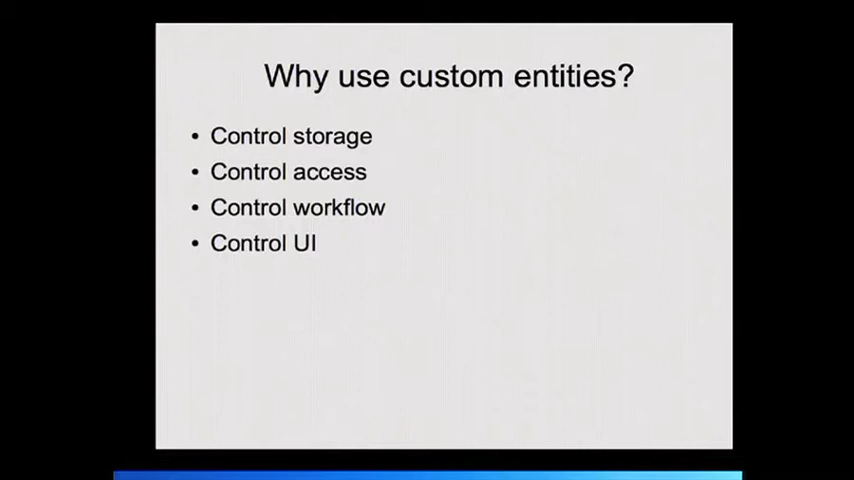 Why use custom entities?
• Control storage
• Control access
• Control workflow
• Control UI